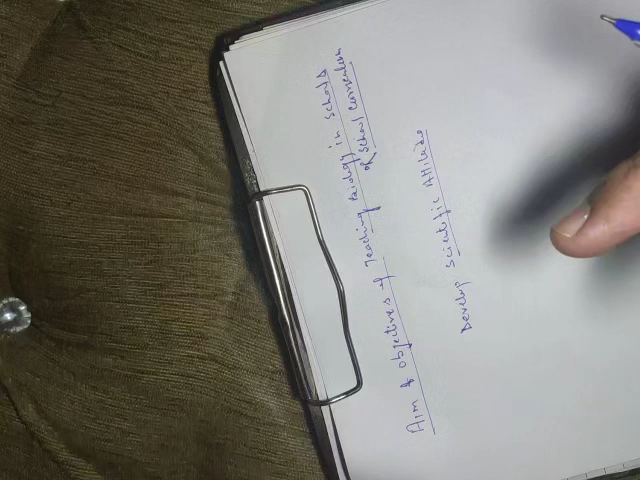 Aim & objectives of Teaching Biology in Schools
of School Curriculum
Develop Scientific Attitude